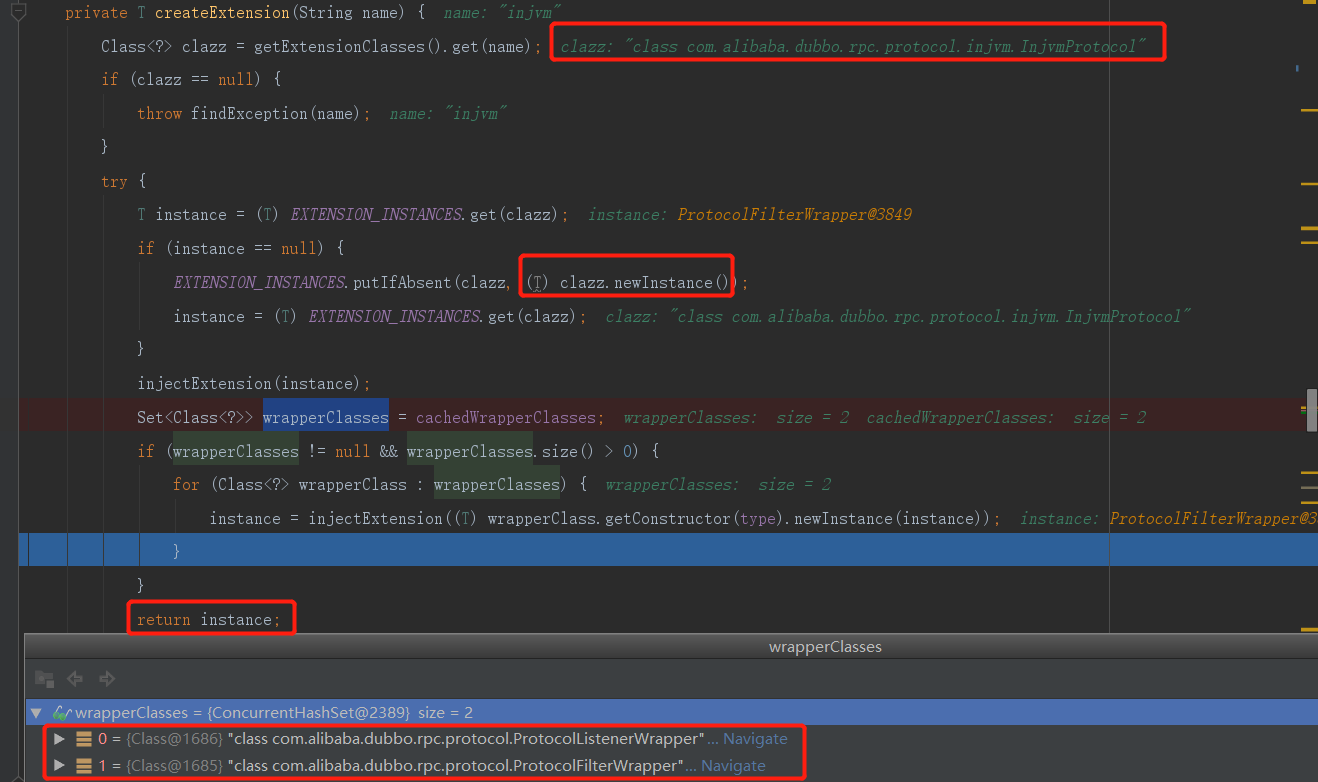 private T createExtension(String name) { name: "injvm"
Class<?> clazz = getExtensionClasses().get(name); clazz: "class com.alibaba.dubbo.rpc.protocol.injvm.InjvmProtocol"
if (clazz == null) {
throw findException(name); name: "injvm"
}
try {
T instance = (T) EXTENSION_INSTANCES.get(clazz); instance: ProtocolFilterWrapper@3849
if (instance == null) {
EXTENSION_INSTANCES.putIfAbsent(clazz, (T) clazz.newInstance());
instance = (T) EXTENSION_INSTANCES.get(clazz); clazz: "class com.alibaba.dubbo.rpc.protocol.injvm.InjvmProtocol"
}
injectExtension(instance);
Set<Class<?>> wrapperClasses = cachedWrapperClasses; wrapperClasses: size = 2 cachedWrapperClasses: size = 2
if (wrapperClasses != null && wrapperClasses.size() > 0) {
for (Class<?> wrapperClass : wrapperClasses) { wrapperClasses: size = 2
instance = injectExtension((T) wrapperClass.getConstructor(type).newInstance(instance)); instance: ProtocolFilterWrapper@3
}
}
return instance;
wrapperClasses
wrapperClasses = {ConcurrentHashSet@2389} size = 2
0 = {Class@1686} "class com.alibaba.dubbo.rpc.protocol.ProtocolListenerWrapper"... Navigate
1 = {Class@1685} "class com.alibaba.dubbo.rpc.protocol.ProtocolFilterWrapper"... Navigate